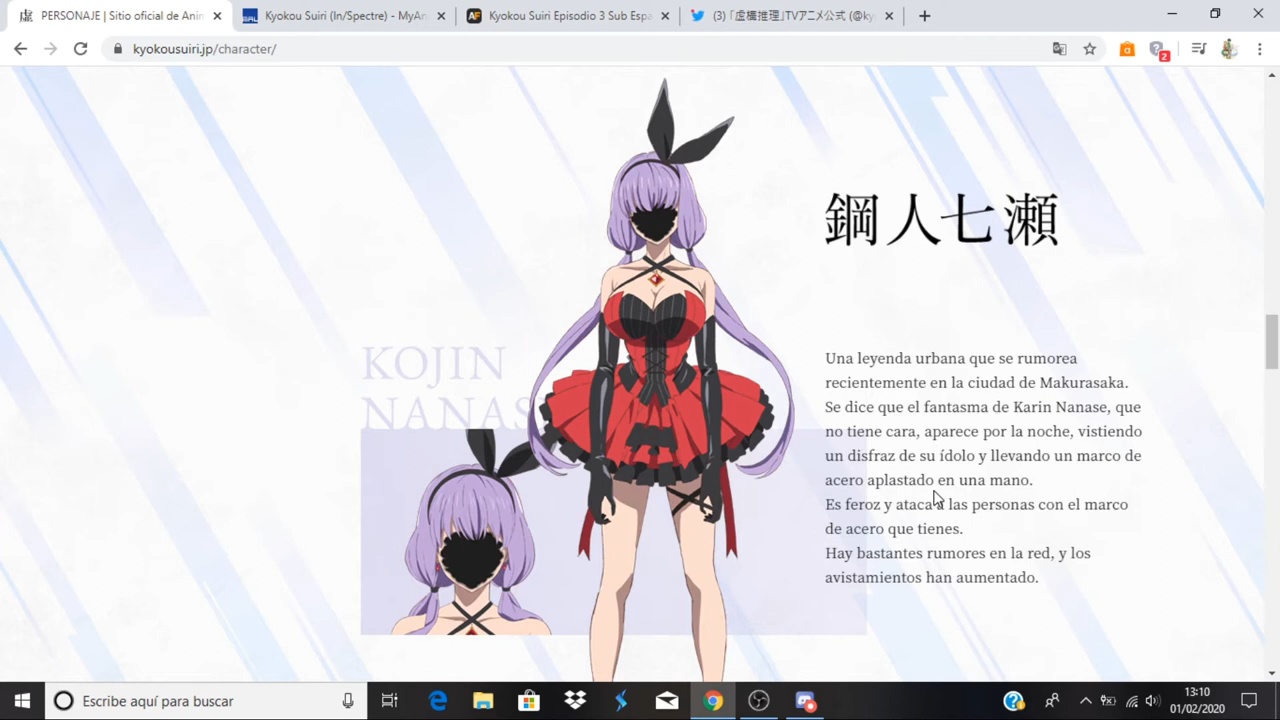 PERSONAJE | Sitio oficial de Anin
Kyokou Suiri (In/Spectre) - MyAn
Kyokou Suiri Episodio 3 Sub Espa
(3) 「虚構推理」TVアニメ公式 (@ky
kyokousuiri.jp/character/
2
鋼人七瀬
KOJIN
NANAS
Una leyenda urbana que se rumorea
recientemente en la ciudad de Makurasaka.
Se dice que el fantasma de Karin Nanase, que
no tiene cara, aparece por la noche, vistiendo
un disfraz de su ídolo y llevando un marco de
acero aplastado en una mano.
Es feroz y ataca a las personas con el marco
de acero que tienes.
Hay bastantes rumores en la red, y los
avistamientos han aumentado.
Escribe aquí para buscar
13:10
01/02/2020